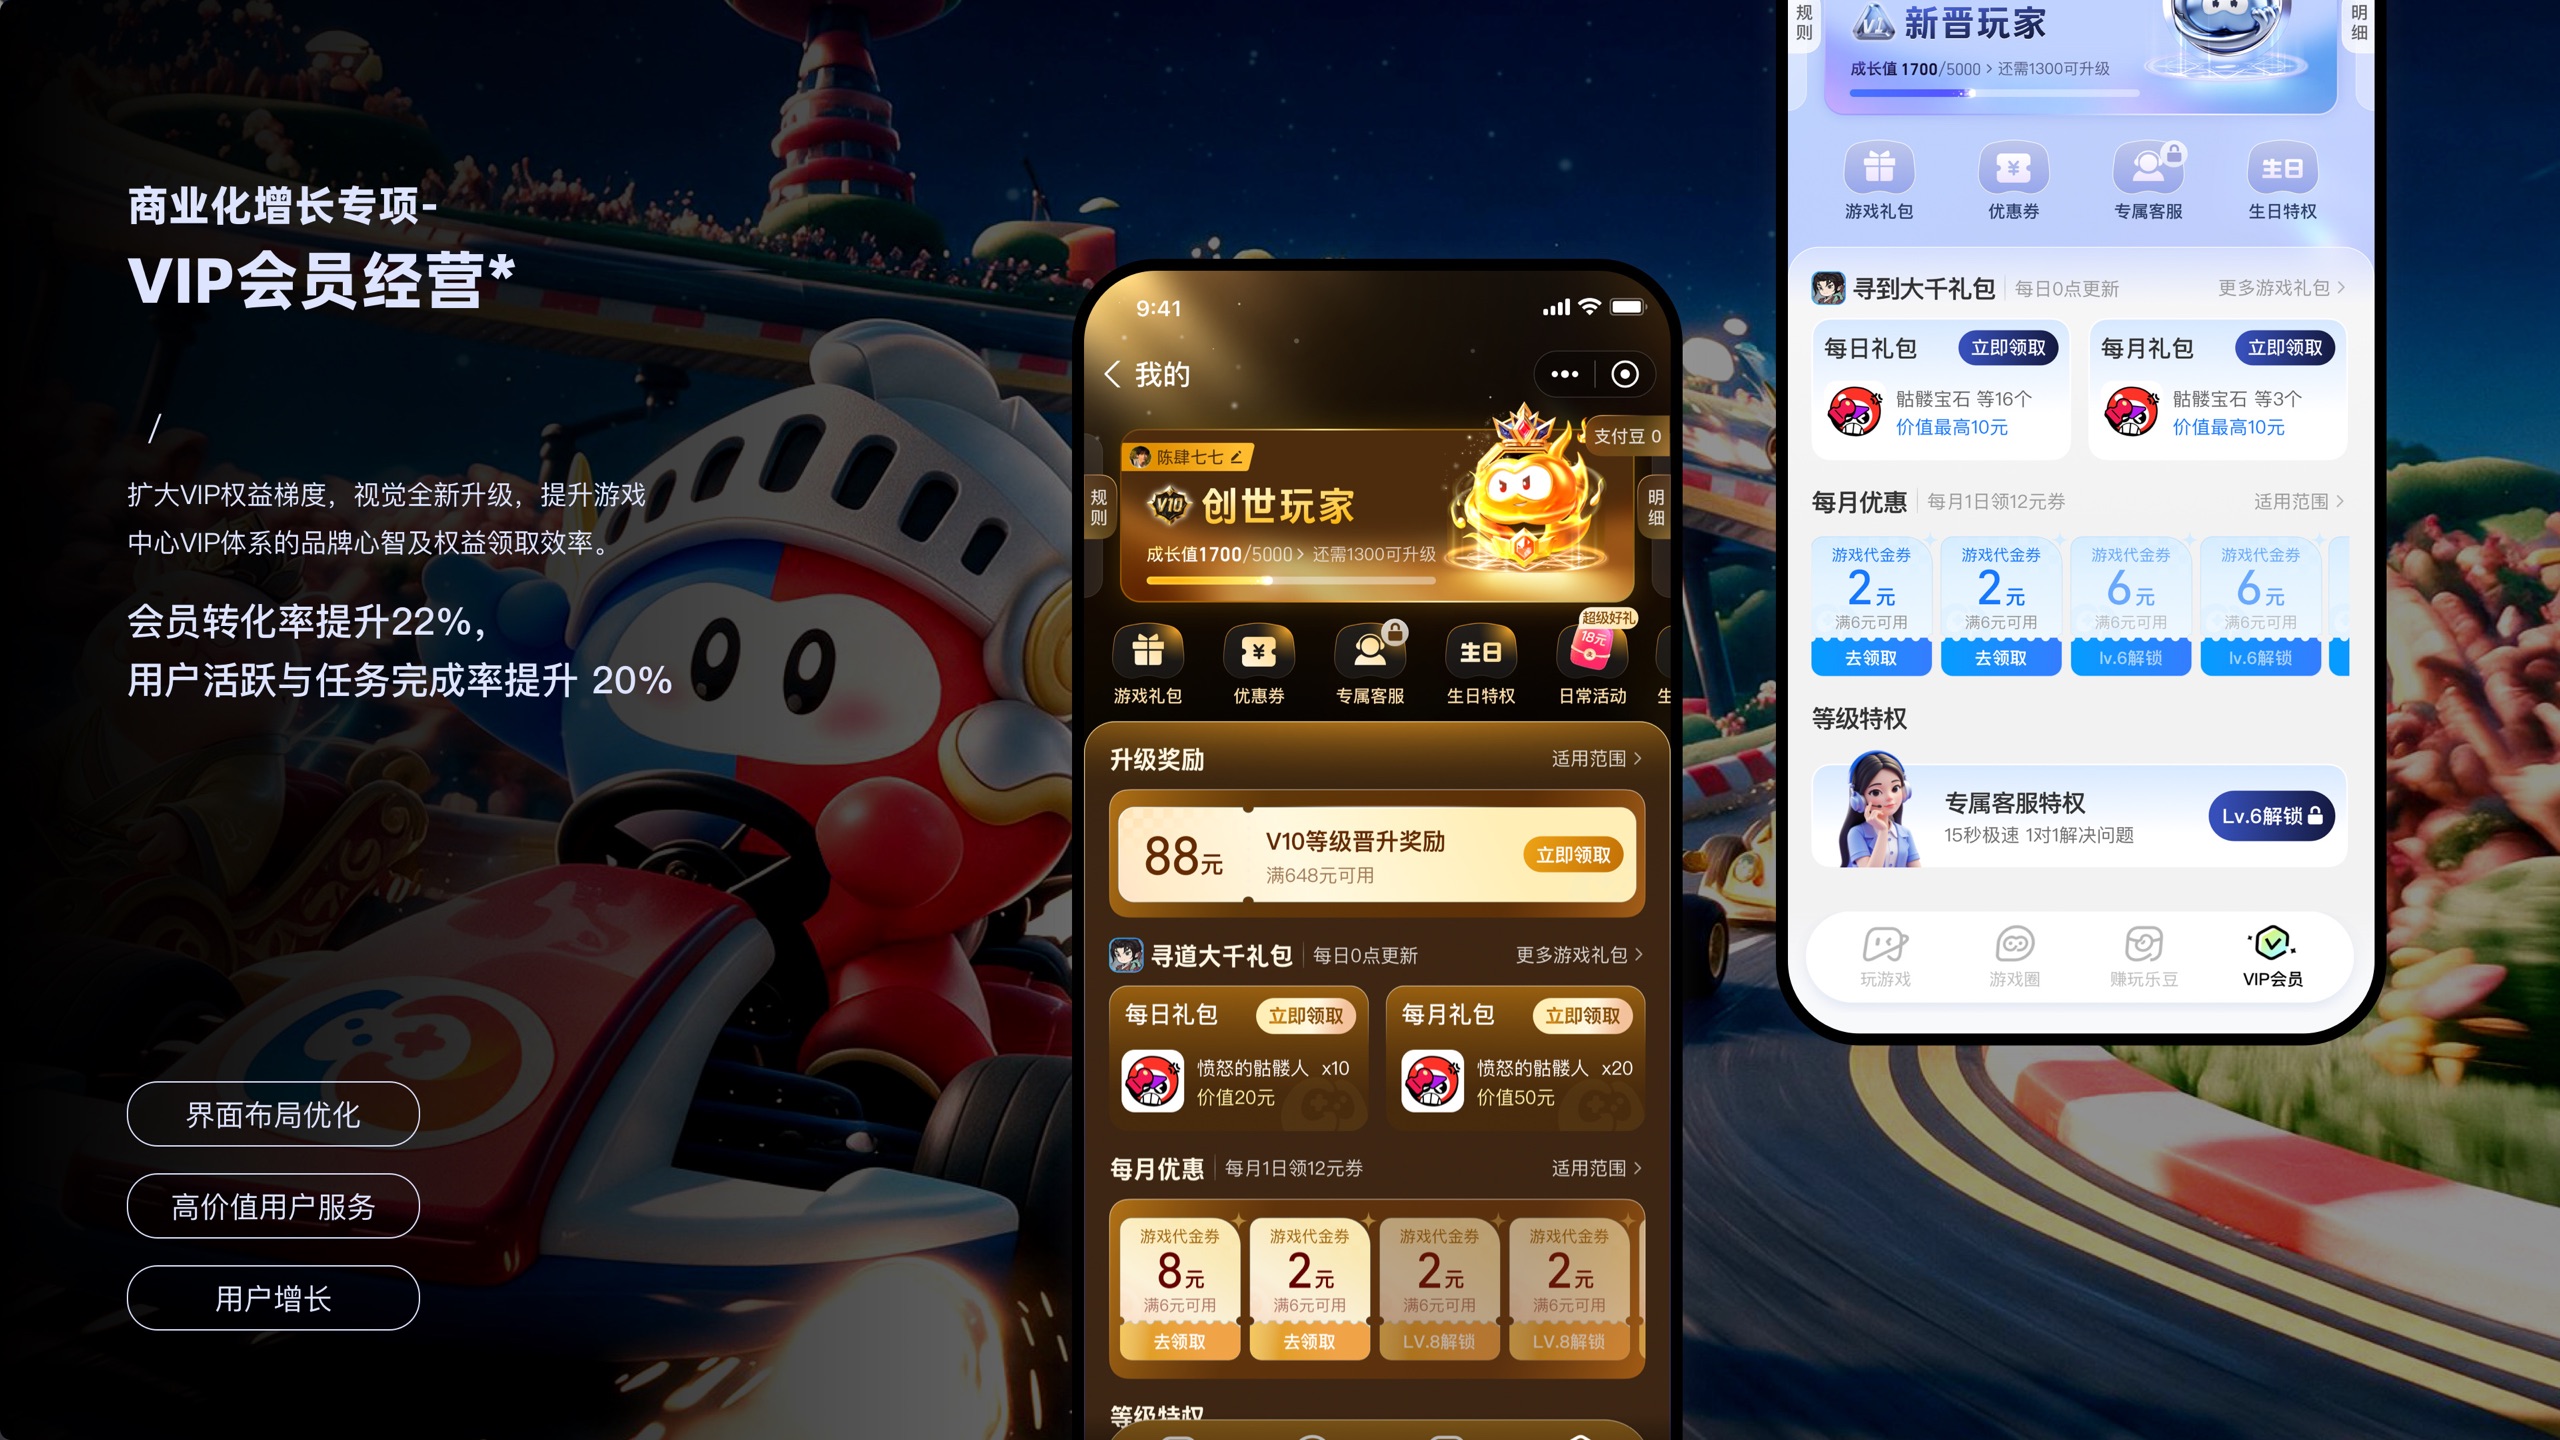 商业化增长专项-
VIP会员经营*
/
扩大VIP权益梯度，视觉全新升级，提升游戏
中心VIP体系的品牌心智及权益领取效率。
会员转化率提升22%，
用户活跃与任务完成率提升 20%
界面布局优化
高价值用户服务
用户增长
9:41
我的
支付豆 0
陈肆七七
规则
V10 创世玩家
明细
成长值1700/5000 还需1300可升级
超级好礼
18元
生日
游戏礼包
优惠券
专属客服
生日特权
日常活动
生
升级奖励
适用范围
88元
V10等级晋升奖励
满648元可用
立即领取
寻道大千礼包 每日0点更新
更多游戏礼包
每日礼包
立即领取
愤怒的骷髅人 x10
价值20元
每月礼包
立即领取
愤怒的骷髅人 x20
价值50元
每月优惠 每月1日领12元券
适用范围
游戏代金券
8元
满6元可用
去领取
游戏代金券
2元
满6元可用
去领取
游戏代金券
2元
满6元可用
LV.8解锁
游戏代金券
2元
满6元可用
LV.8解锁
等级特权
规则
V1 新晋玩家
明细
成长值 1700/5000 还需1300可升级
生日
游戏礼包
优惠券
专属客服
生日特权
寻到大千礼包 每日0点更新
更多游戏礼包
每日礼包
立即领取
骷髅宝石 等16个
价值最高10元
每月礼包
立即领取
骷髅宝石 等3个
价值最高10元
每月优惠 每月1日领12元券
适用范围
游戏代金券
2元
满6元可用
去领取
游戏代金券
2元
满6元可用
去领取
游戏代金券
6元
满6元可用
lv.6解锁
游戏代金券
6元
满6元可用
lv.6解锁
等级特权
专属客服特权
15秒极速 1对1解决问题
Lv.6解锁
玩游戏
游戏圈
赚玩乐豆
VIP会员